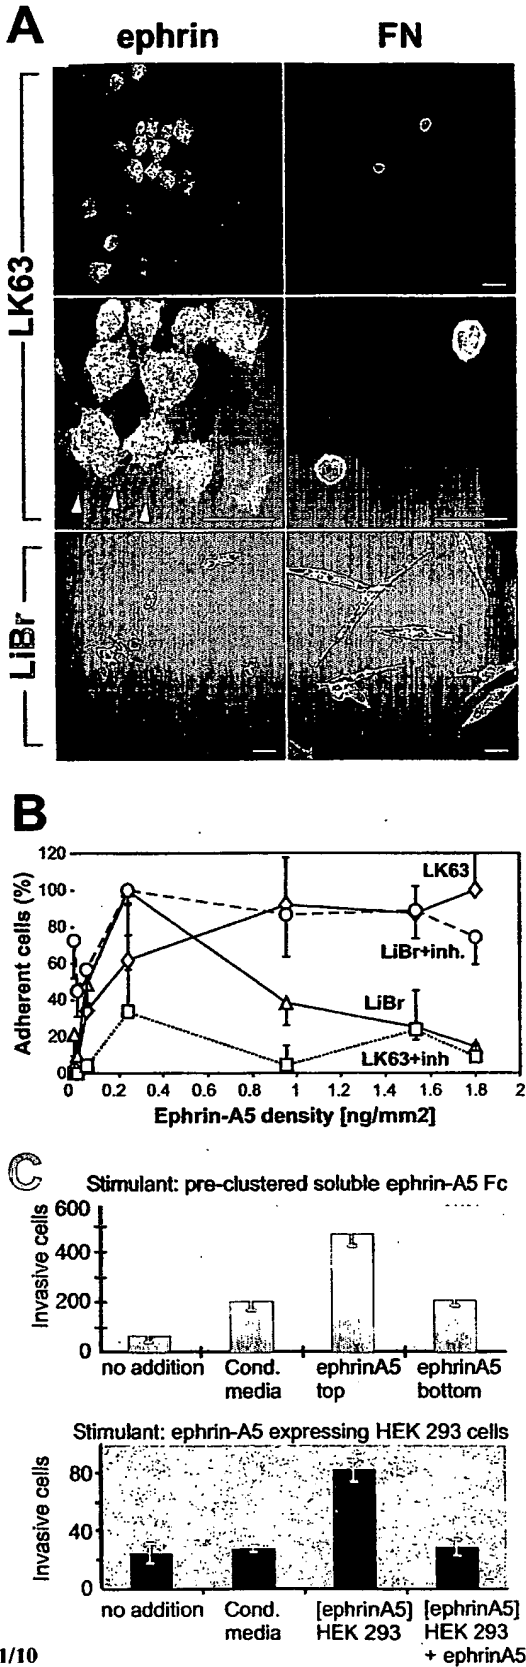 A
ephrin FN
LK63
LiBr
B
Adherent cells (%)
120
100
80
60
40
20
0
LK63
LiBr+inh.
LiBr
LK63+inh
0 0.2 0.4 0.6 0.8 1 1.2 1.4 1.6 1.8 2
Ephrin-A5 density [ng/mm2]
C
Stimulant: pre-clustered soluble ephrin-A5 Fc
Invasive cells
600
400
200
0
no addition Cond. ephrinA5 ephrinA5
media top bottom
Stimulant: ephrin-A5 expressing HEK 293 cells
Invasive cells
80
40
0
no addition Cond. [ephrinA5] [ephrinA5]
media HEK 293 HEK 293
+ ephrinA5
1/10